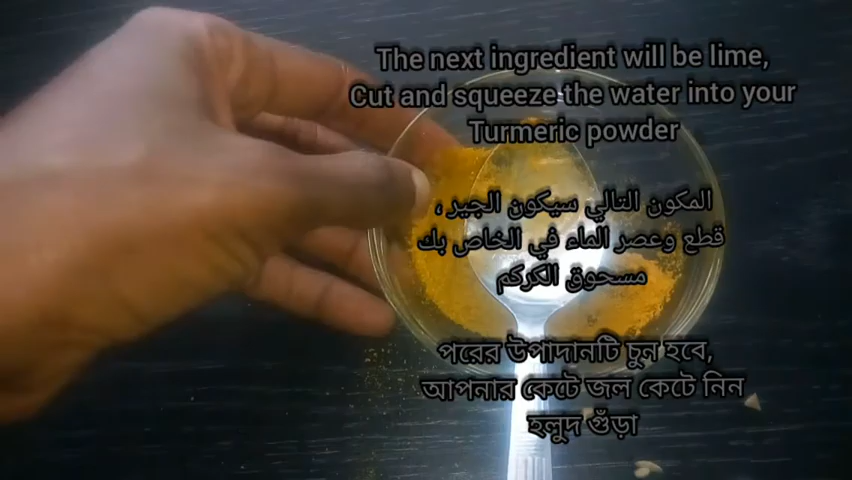 The next ingredient will be lime,
Cut and squeeze the water into your
Turmeric powder
المكون التالي سيكون الجير ،
قطع وعصر الماء في الخاص بك
مسحوق الكركم
পরের উপাদানটি চুন হবে,
আপনার কেটে জল কেটে নিন
হলুদ গুঁড়া